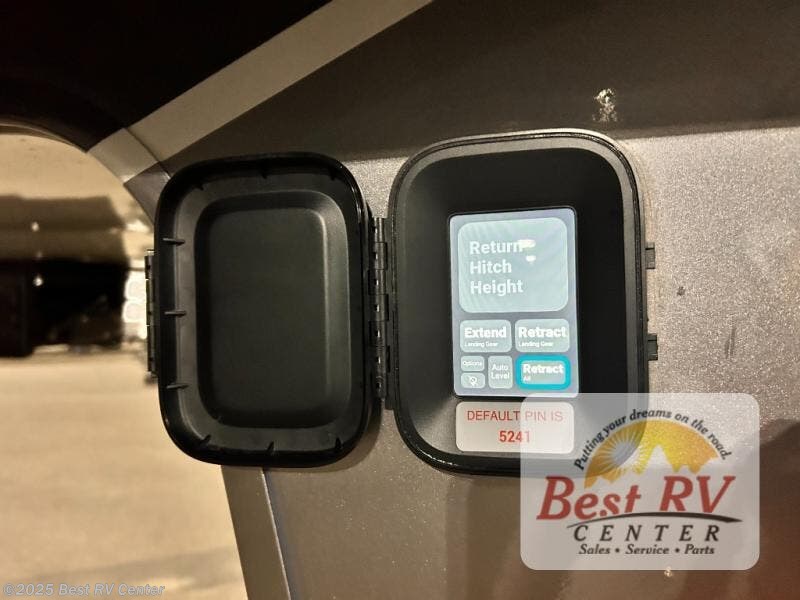 Return
Hitch
Height
Extend
Landing Gear
Retract
Landing Gear
Options
Auto
Level
Retract
All
DEFAULT PIN IS
5241
Putting your dreams on the road.
Best RV
CENTER
Sales • Service • Parts
©2025 Best RV Center